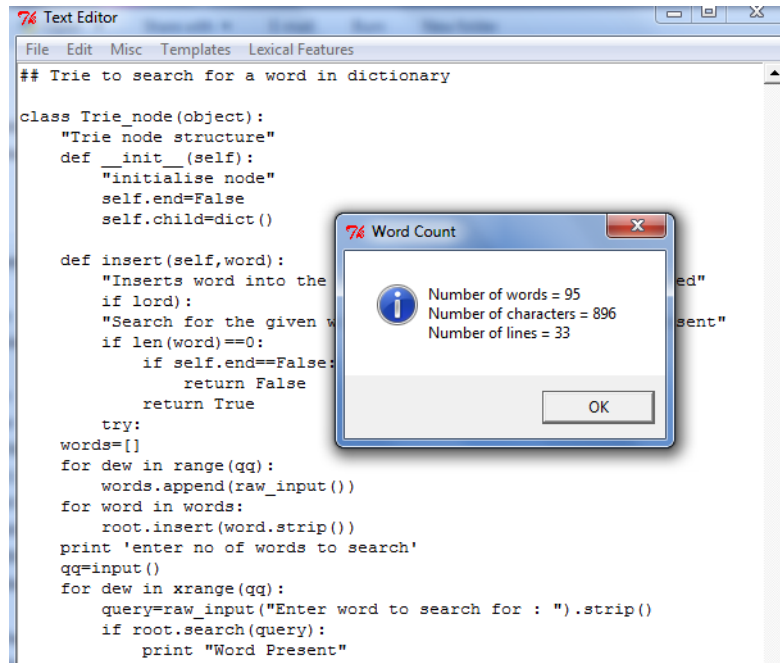 Text Editor
File Edit Misc Templates Lexical Features
## Trie to search for a word in dictionary
class Trie_node(object):
    "Trie node structure"
    def __init__(self):
        "initialise node"
        self.end=False
        self.child=dict()
    def insert(self,word):
        "Inserts word into the ed"
        if lord):
        "Search for the given w sent"
        if len(word)==0:
            if self.end==False:
                return False
            return True
        try:
    words=[]
    for dew in range(qq):
        words.append(raw_input())
    for word in words:
        root.insert(word.strip())
    print 'enter no of words to search'
    qq=input()
    for dew in xrange(qq):
        query=raw_input("Enter word to search for : ").strip()
        if root.search(query):
            print "Word Present"
Word Count
Number of words = 95
Number of characters = 896
Number of lines = 33
OK